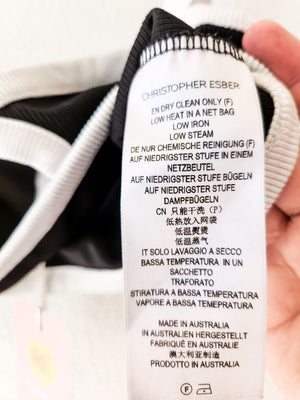 CHRISTOPHER ESBER
EN DRY CLEAN ONLY (F)
LOW HEAT IN A NET BAG
LOW IRON
LOW STEAM
DE NUR CHEMISCHE REINIGUNG (F)
AUF NIEDRIGSTER STUFE IN EINEM
NETZBEUTEL
AUF NIEDRIGSTER STUFE BÜGELN
AUF NIEDRIGSTER STUFE
DAMPFBÜGELN
CN 只能干洗 (P)
低热放入网袋
低温熨烫
低温蒸气
IT SOLO LAVAGGIO A SECCO
BASSA TEMPERATURA IN UN
SACCHETTO
TRAFORATO
STIRATURA A BASSA TEMPERATURA
VAPORE A BASSA TEMEPRATURA
MADE IN AUSTRALIA
IN AUSTRALIEN HERGESTELLT
FABRIQUÉ EN AUSTRALIE
澳大利亚制造
PRODOTTO IN AUSTRALIA
F